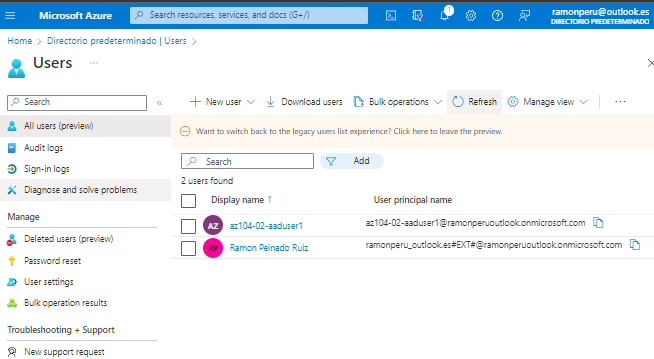 Microsoft Azure
Search resources, services, and docs (G+/)
1
ramonperu@outlook.es
DIRECTORIO PREDETERMINADO
Home > Directorio predeterminado | Users >
Users ...
Search «
All users (preview)
Audit logs
Sign-in logs
Diagnose and solve problems
Manage
Deleted users (preview)
Password reset
User settings
Bulk operation results
Troubleshooting + Support
New support request
+ New user Download users Bulk operations Refresh Manage view ...
Want to switch back to the legacy users list experience? Click here to leave the preview.
Search Add
2 users found
Display name ↑ User principal name
AZ az104-02-aaduser1 az104-02-aaduser1@ramonperuoutlook.onmicrosoft.com
RP Ramon Peinado Ruiz ramonperu_outlook.es#EXT#@ramonperuoutlook.onmicrosoft.com